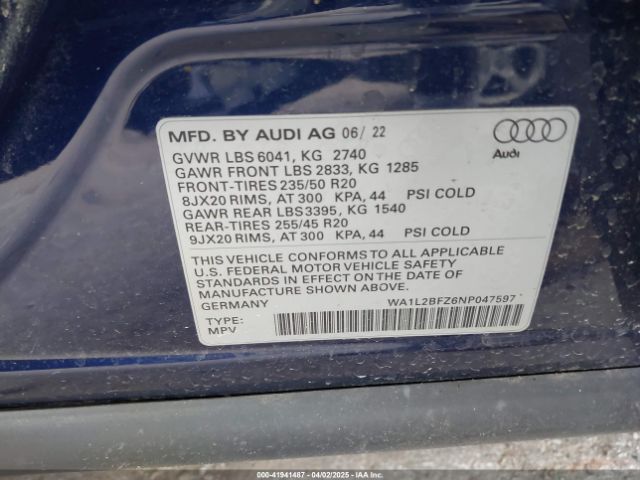 MFD. BY AUDI AG 06/ 22
GVWR LBS 6041, KG 2740
GAWR FRONT LBS 2833, KG 1285
FRONT-TIRES 235/50 R20
8JX20 RIMS, AT 300 KPA, 44 PSI COLD
GAWR REAR LBS3395, KG 1540
REAR-TIRES 255/45 R20
9JX20 RIMS, AT 300 KPA, 44 PSI COLD
Audi
THIS VEHICLE CONFORMS TO ALL APPLICABLE
U.S. FEDERAL MOTOR VEHICLE SAFETY
STANDARDS IN EFFECT ON THE DATE OF
MANUFACTURE SHOWN ABOVE.
GERMANY
WA1L2BFZ6NP047597
TYPE:
MPV
000-41941487 - 04/02/2025 - IAAI.COM